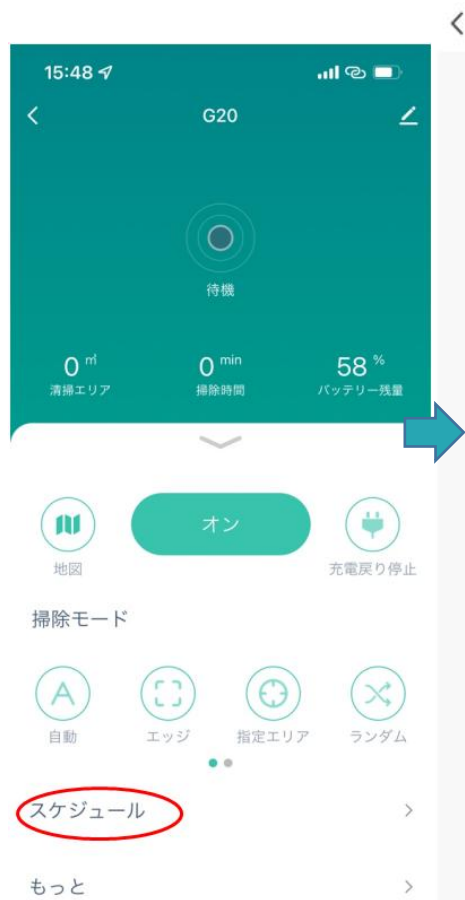 15:48
G20
待機
0 ㎡
0 min
58 %
清掃エリア
掃除時間
バッテリー残量
オン
地図
充電戻り停止
掃除モード
自動
エッジ
指定エリア
ランダム
スケジュール
もっと